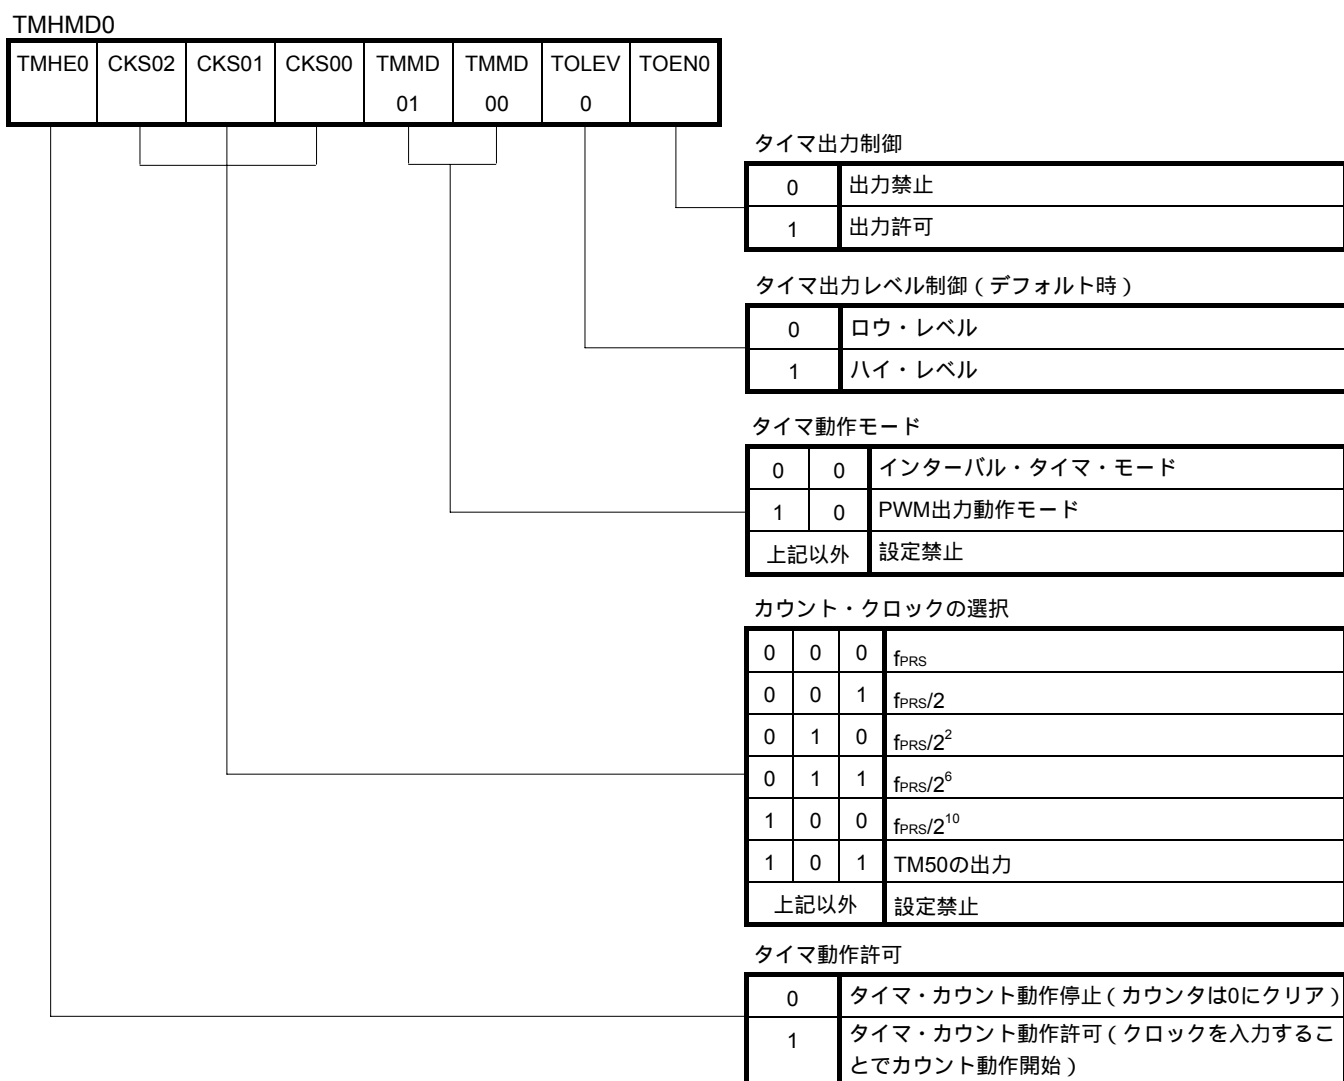 TMHMD0
TMHE0 CKS02 CKS01 CKS00 TMMD TMMD TOLEV TOEN0
01 00 0
タイマ出力制御
0 出力禁止
1 出力許可
タイマ出力レベル制御（デフォルト時）
0 ロウ・レベル
1 ハイ・レベル
タイマ動作モード
0 0 インターバル・タイマ・モード
1 0 PWM出力動作モード
上記以外 設定禁止
カウント・クロックの選択
0 0 0 fPRS
0 0 1 fPRS/2
0 1 0 fPRS/2²
0 1 1 fPRS/2⁶
1 0 0 fPRS/2¹⁰
1 0 1 TM50の出力
上記以外 設定禁止
タイマ動作許可
0 タイマ・カウント動作停止（カウンタは0にクリア）
1 タイマ・カウント動作許可（クロックを入力するこ
とでカウント動作開始）